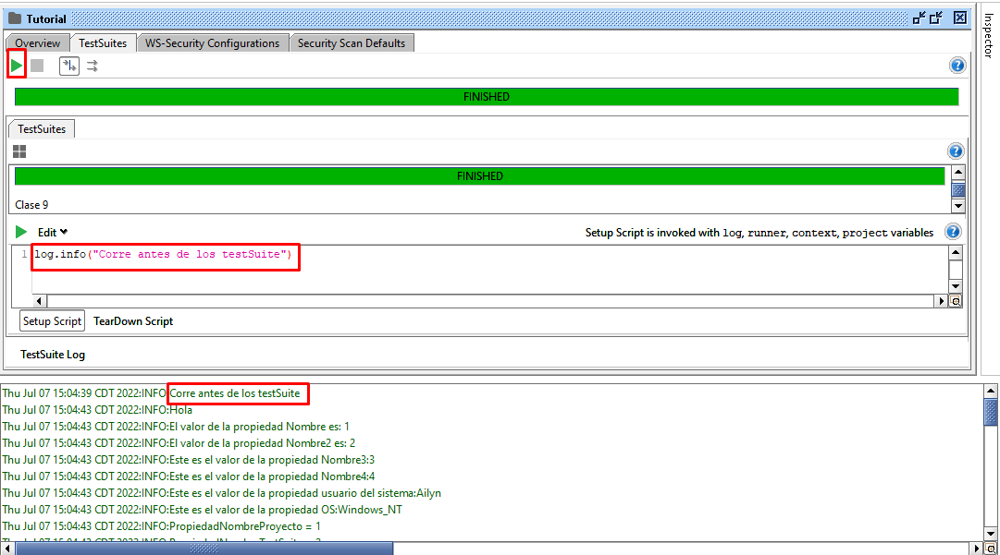 Tutorial
Inspector
Overview TestSuites WS-Security Configurations Security Scan Defaults
FINISHED
TestSuites
FINISHED
Clase 9
Edit Setup Script is invoked with log, runner, context, project variables
1 log.info("Corre antes de los testSuite")
Setup Script TearDown Script
TestSuite Log
Thu Jul 07 15:04:39 CDT 2022:INFO:Corre antes de los testSuite
Thu Jul 07 15:04:43 CDT 2022:INFO:Hola
Thu Jul 07 15:04:43 CDT 2022:INFO:El valor de la propiedad Nombre es: 1
Thu Jul 07 15:04:43 CDT 2022:INFO:El valor de la propiedad Nombre2 es: 2
Thu Jul 07 15:04:43 CDT 2022:INFO:Este es el valor de la propiedad Nombre3:3
Thu Jul 07 15:04:43 CDT 2022:INFO:Este es el valor de la propiedad Nombre4:4
Thu Jul 07 15:04:43 CDT 2022:INFO:Este es el valor de la propiedad usuario del sistema:Ailyn
Thu Jul 07 15:04:43 CDT 2022:INFO:Este es el valor de la propiedad OS:Windows_NT
Thu Jul 07 15:04:43 CDT 2022:INFO:PropiedadNombreProyecto = 1